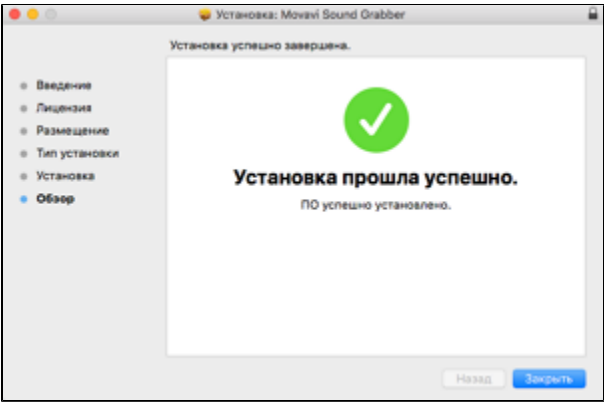 Установка: Movavi Sound Grabber
Установка успешно завершена.
Введение
Лицензия
Размещение
Тип установки
Установка
Обзор
Установка прошла успешно.
ПО успешно установлено.
Назад
Закрыть